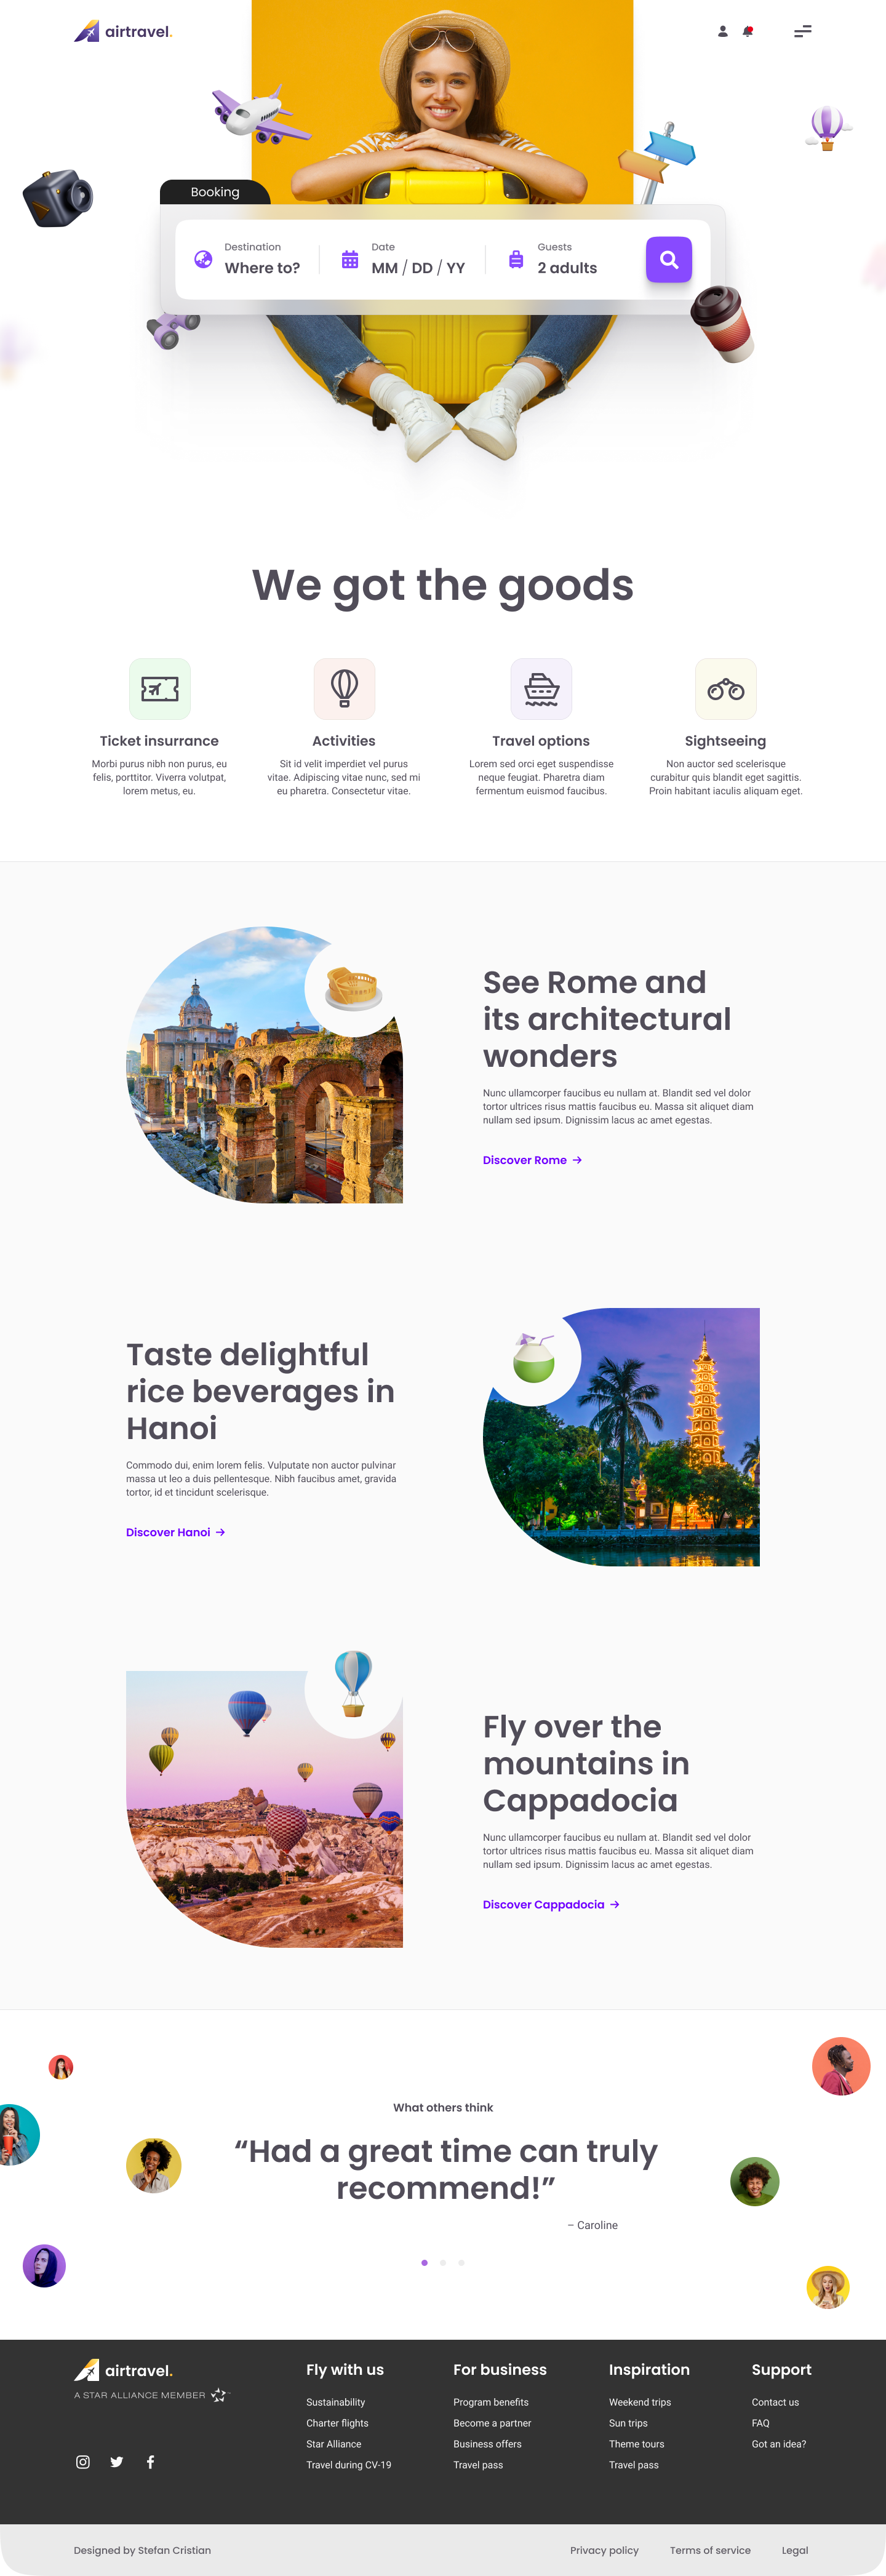 airtravel.
Booking
Destination
Where to?
Date
MM / DD / YY
Guests
2 adults
We got the goods
Ticket insurrance
Morbi purus nibh non purus, eu
felis, porttitor. Viverra volutpat,
lorem metus, eu.
Activities
Sit id velit imperdiet vel purus
vitae. Adipiscing vitae nunc, sed mi
eu pharetra. Consectetur vitae.
Travel options
Lorem sed orci eget suspendisse
neque feugiat. Pharetra diam
fermentum euismod faucibus.
Sightseeing
Non auctor sed scelerisque
curabitur quis blandit eget sagittis.
Proin habitant iaculis aliquam eget.
See Rome and
its architectural
wonders
Nunc ullamcorper faucibus eu nullam at. Blandit sed vel dolor
tortor ultrices risus mattis faucibus eu. Massa sit aliquet diam
nullam sed ipsum. Dignissim lacus ac amet egestas.
Discover Rome →
Taste delightful
rice beverages in
Hanoi
Commodo dui, enim lorem felis. Vulputate non auctor pulvinar
massa ut leo a duis pellentesque. Nibh faucibus amet, gravida
tortor, id et tincidunt scelerisque.
Discover Hanoi →
Fly over the
mountains in
Cappadocia
Nunc ullamcorper faucibus eu nullam at. Blandit sed vel dolor
tortor ultrices risus mattis faucibus eu. Massa sit aliquet diam
nullam sed ipsum. Dignissim lacus ac amet egestas.
Discover Cappadocia →
What others think
“Had a great time can truly
recommend!”
– Caroline
airtravel.
A STAR ALLIANCE MEMBER
Fly with us
Sustainability
Charter flights
Star Alliance
Travel during CV-19
For business
Program benefits
Become a partner
Business offers
Travel pass
Inspiration
Weekend trips
Sun trips
Theme tours
Travel pass
Support
Contact us
FAQ
Got an idea?
Designed by Stefan Cristian
Privacy policy
Terms of service
Legal